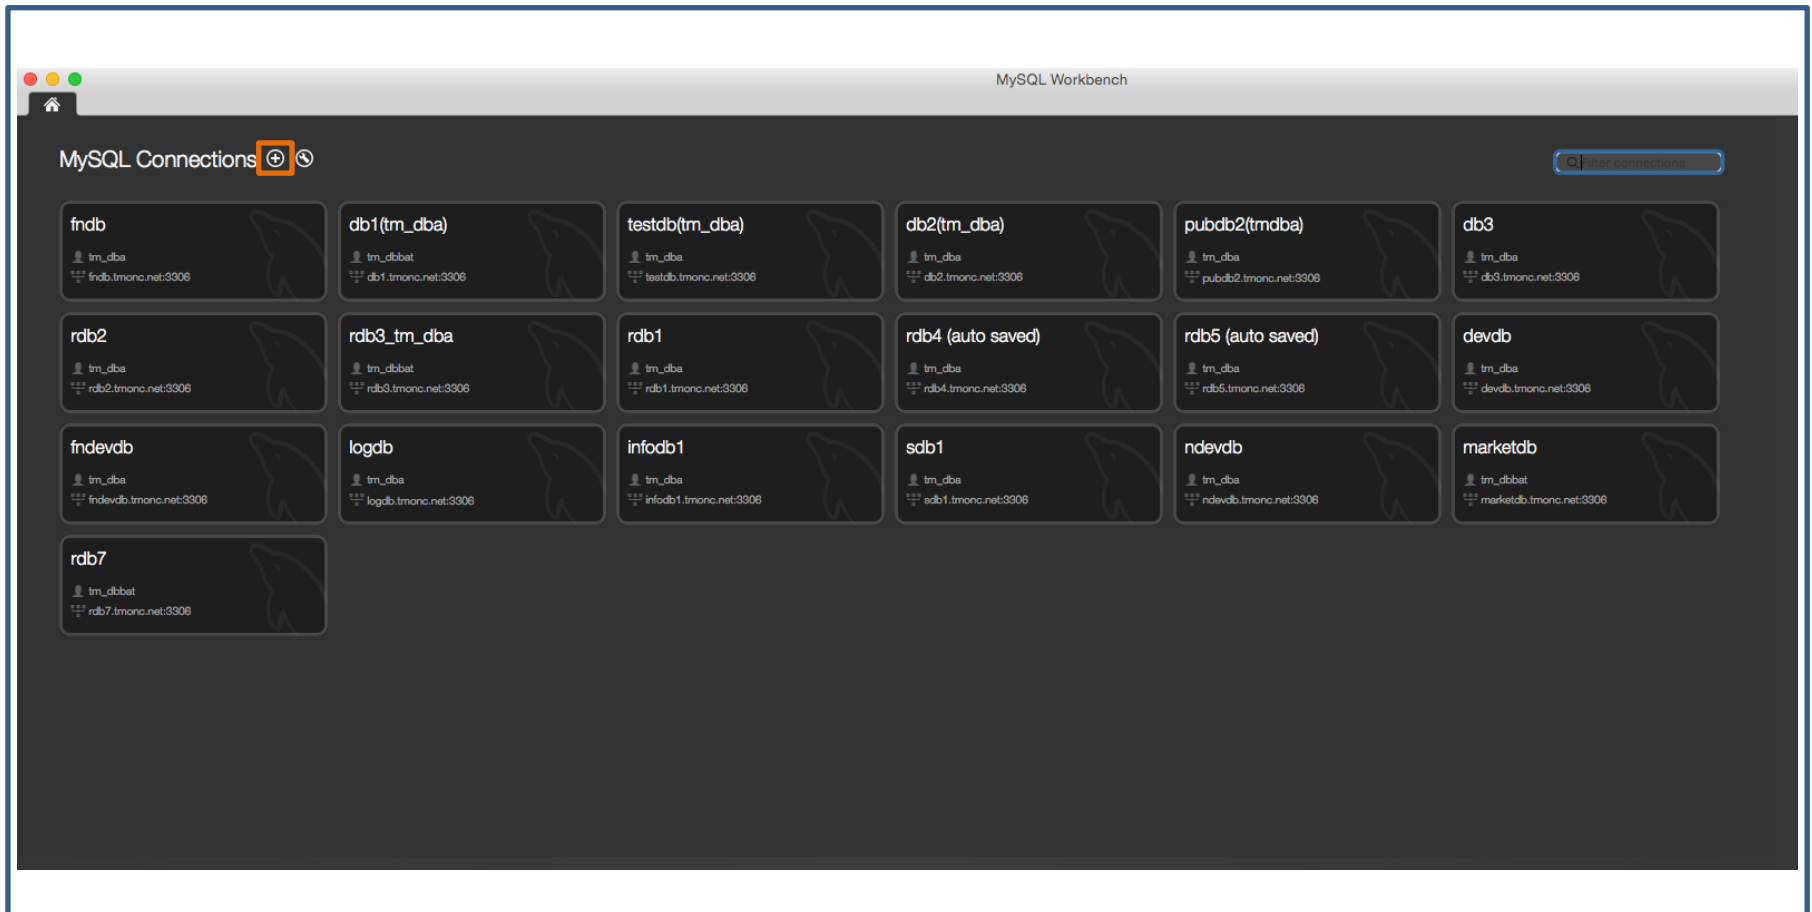 MySQL Workbench
MySQL Connections
Filter connections
fndb
tm_dba
fndb.tmonc.net:3306
db1(tm_dba)
tm_dbbat
db1.tmonc.net:3306
testdb(tm_dba)
tm_dba
testdb.tmonc.net:3306
db2(tm_dba)
tm_dba
db2.tmonc.net:3306
pubdb2(tmdba)
tm_dba
pubdb2.tmonc.net:3306
db3
tm_dba
db3.tmonc.net:3306
rdb2
tm_dba
rdb2.tmonc.net:3306
rdb3_tm_dba
tm_dbbat
rdb3.tmonc.net:3306
rdb1
tm_dba
rdb1.tmonc.net:3306
rdb4 (auto saved)
tm_dba
rdb4.tmonc.net:3306
rdb5 (auto saved)
tm_dba
rdb5.tmonc.net:3306
devdb
tm_dba
devdb.tmonc.net:3306
fndevdb
tm_dba
fndevdb.tmonc.net:3306
logdb
tm_dba
logdb.tmonc.net:3306
infodb1
tm_dba
infodb1.tmonc.net:3306
sdb1
tm_dba
sdb1.tmonc.net:3306
ndevdb
tm_dba
ndevdb.tmonc.net:3306
marketdb
tm_dbbat
marketdb.tmonc.net:3306
rdb7
tm_dbbat
rdb7.tmonc.net:3306